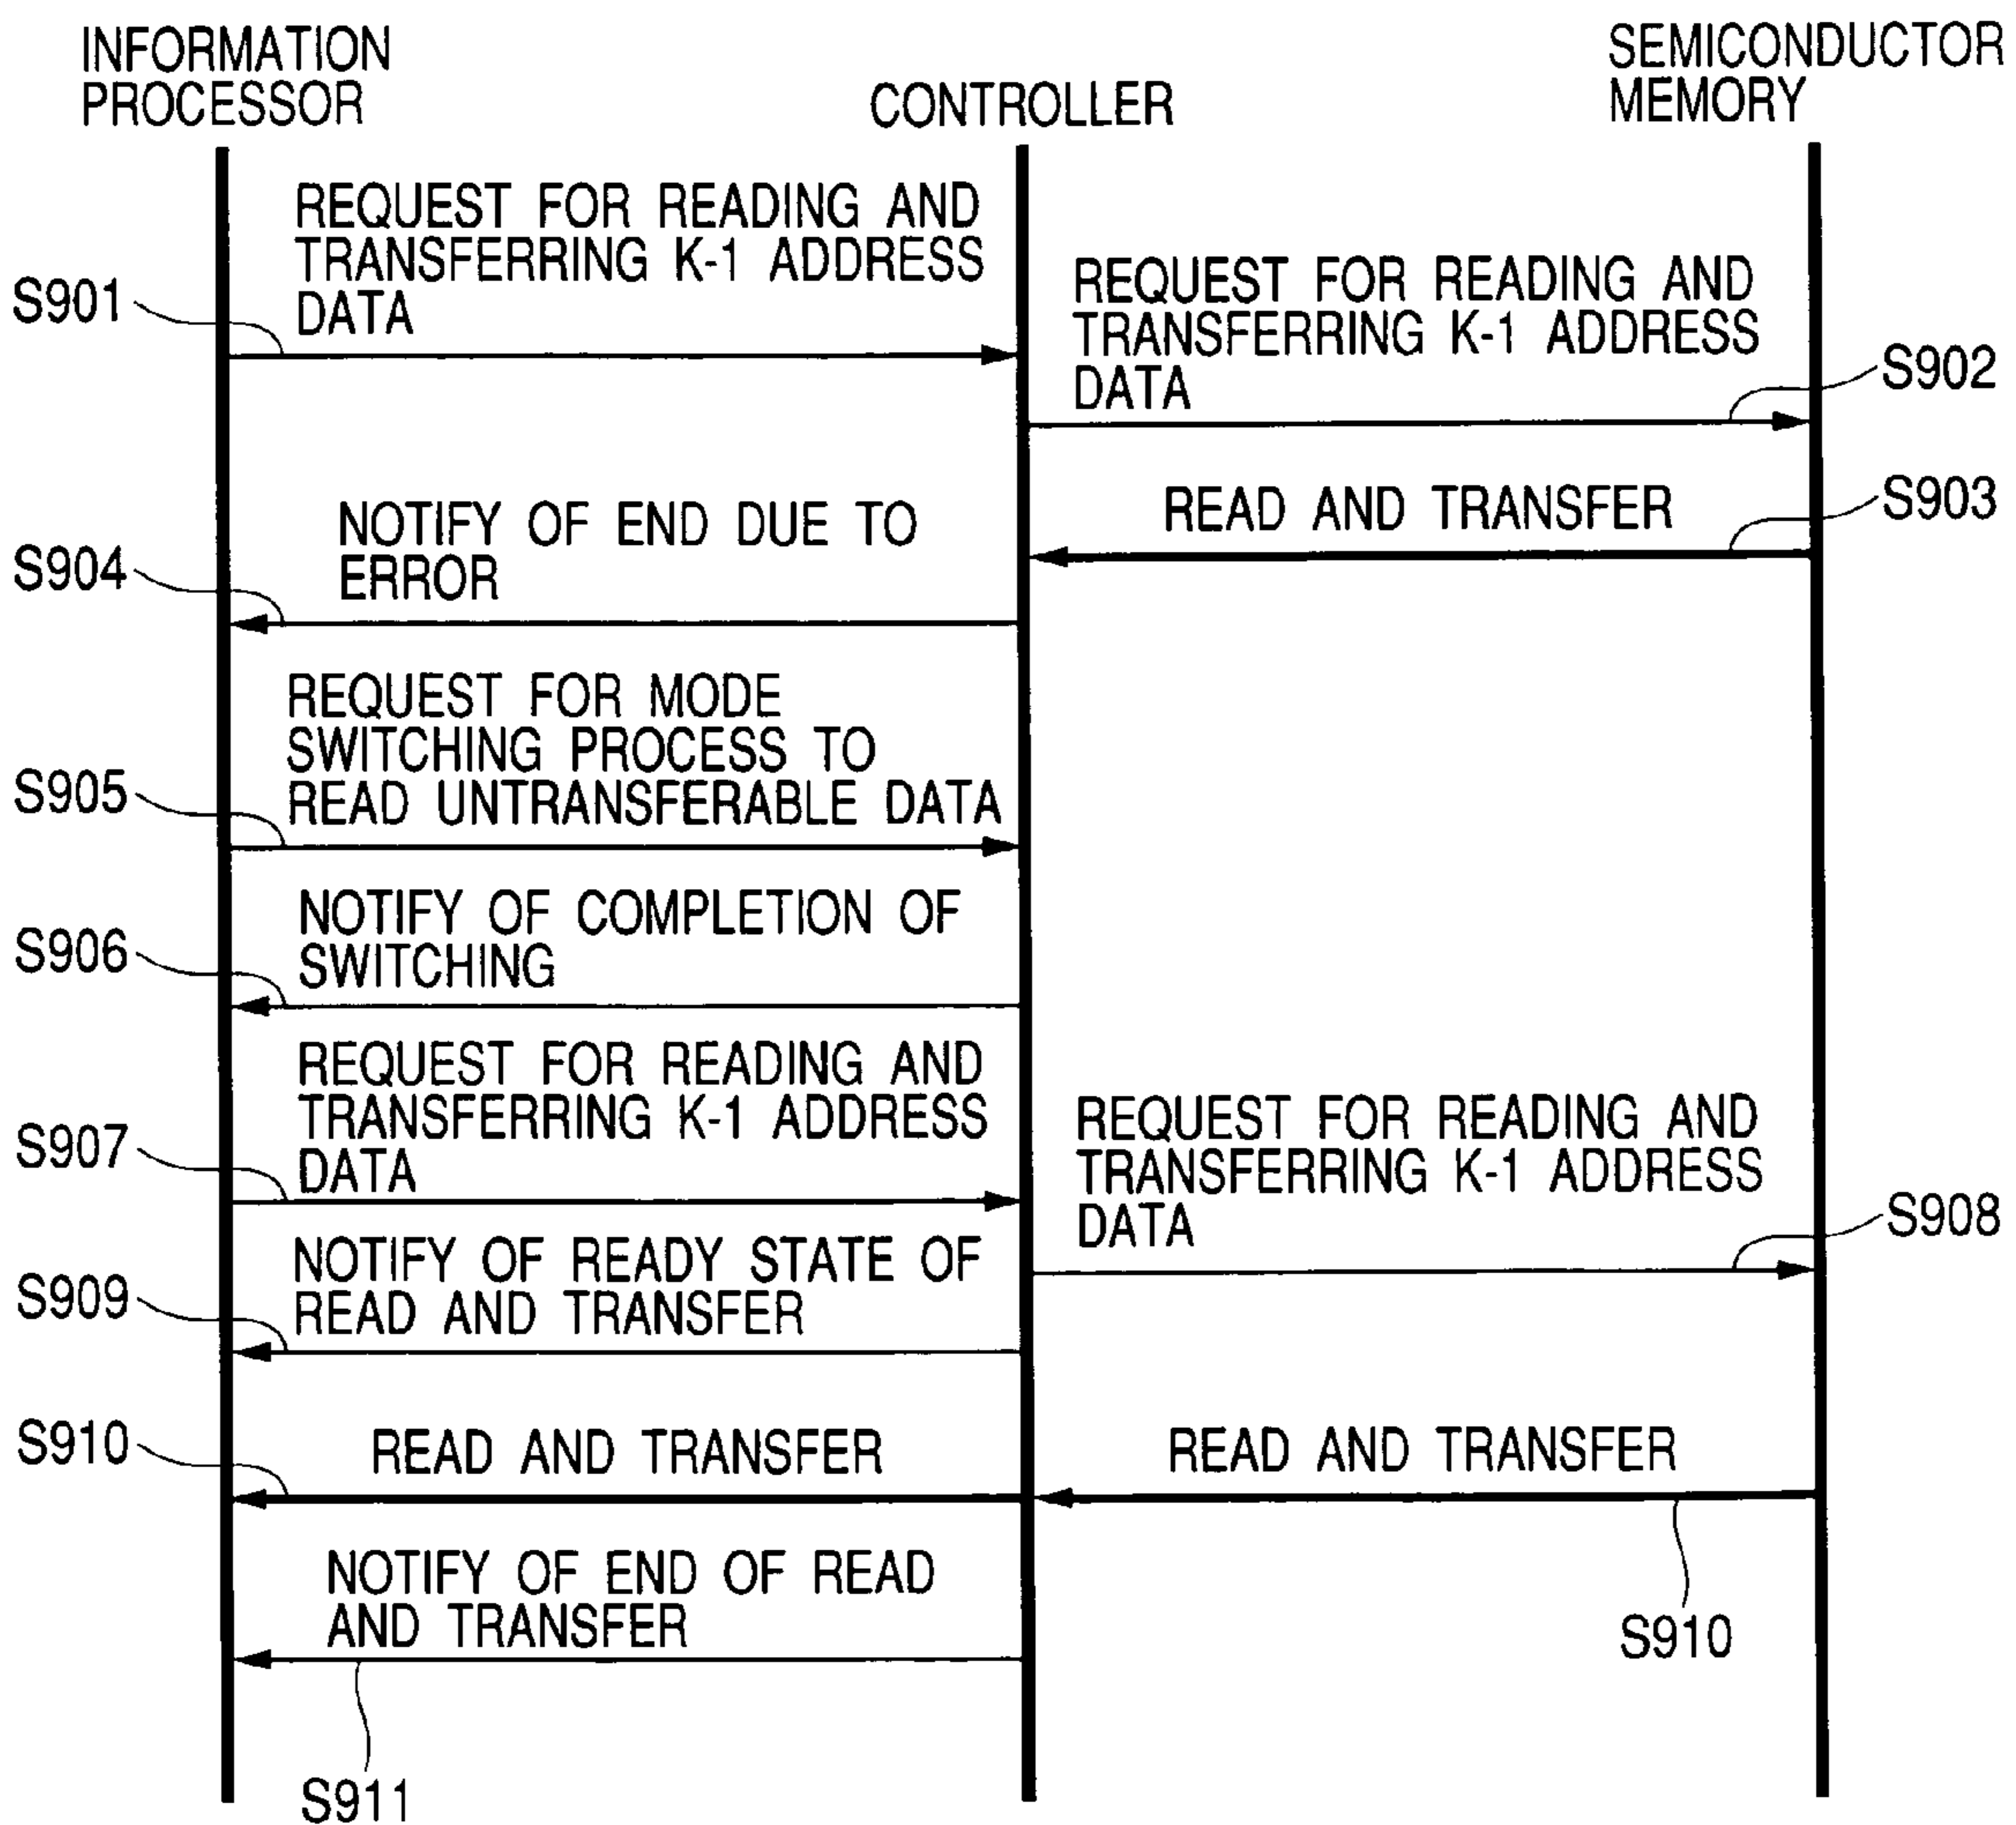 INFORMATION
PROCESSOR
CONTROLLER
SEMICONDUCTOR
MEMORY
REQUEST FOR READING AND
TRANSFERRING K-1 ADDRESS
DATA
S901
REQUEST FOR READING AND
TRANSFERRING K-1 ADDRESS
DATA
S902
READ AND TRANSFER
S903
NOTIFY OF END DUE TO
ERROR
S904
REQUEST FOR MODE
SWITCHING PROCESS TO
READ UNTRANSFERABLE DATA
S905
NOTIFY OF COMPLETION OF
SWITCHING
S906
REQUEST FOR READING AND
TRANSFERRING K-1 ADDRESS
DATA
S907
REQUEST FOR READING AND
TRANSFERRING K-1 ADDRESS
DATA
S908
NOTIFY OF READY STATE OF
READ AND TRANSFER
S909
READ AND TRANSFER
S910
READ AND TRANSFER
S910
NOTIFY OF END OF READ
AND TRANSFER
S911